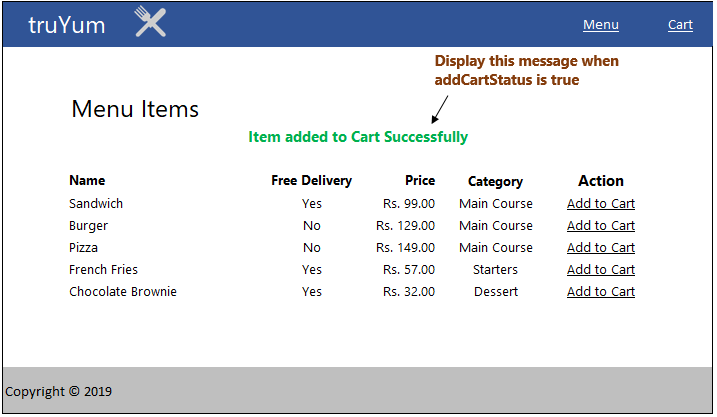 truYum Menu Cart
Display this message when
addCartStatus is true
Menu Items
Item added to Cart Successfully
Name Free Delivery Price Category Action
Sandwich Yes Rs. 99.00 Main Course Add to Cart
Burger No Rs. 129.00 Main Course Add to Cart
Pizza No Rs. 149.00 Main Course Add to Cart
French Fries Yes Rs. 57.00 Starters Add to Cart
Chocolate Brownie Yes Rs. 32.00 Dessert Add to Cart
Copyright © 2019